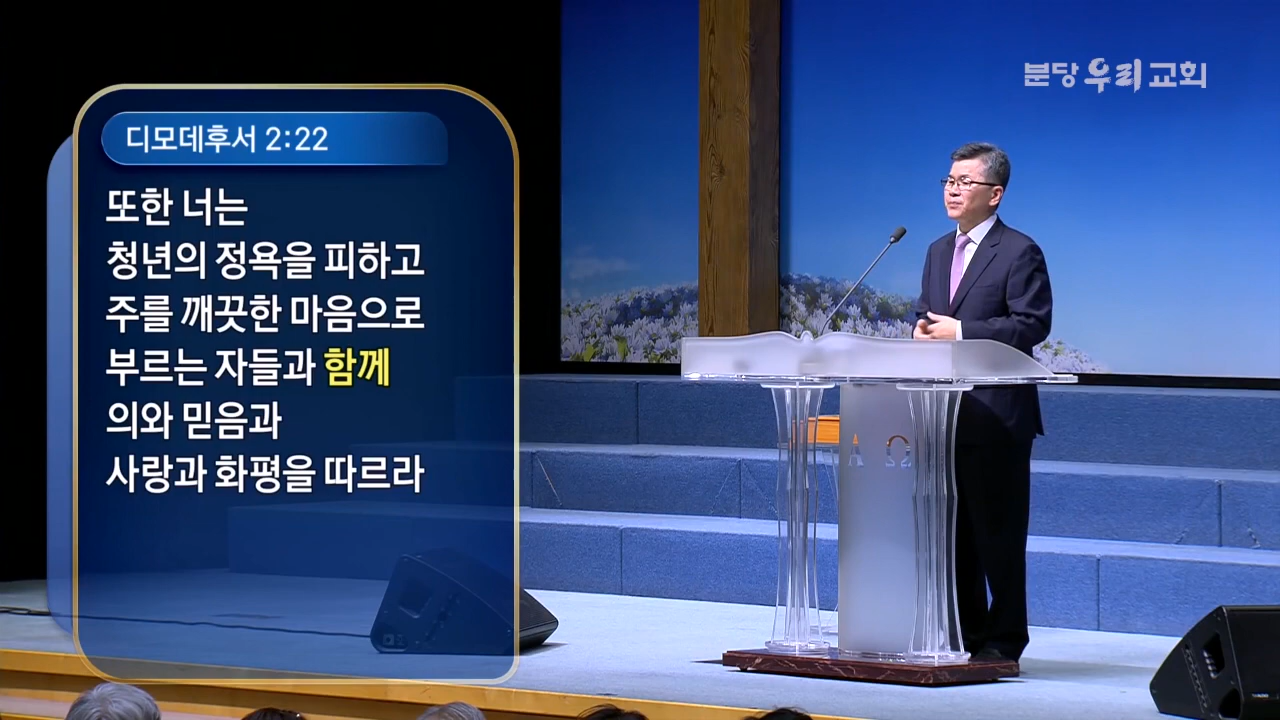 분당우리교회
디모데후서 2:22
또한 너는
청년의 정욕을 피하고
주를 깨끗한 마음으로
부르는 자들과 함께
의와 믿음과
사랑과 화평을 따르라
Α Ω